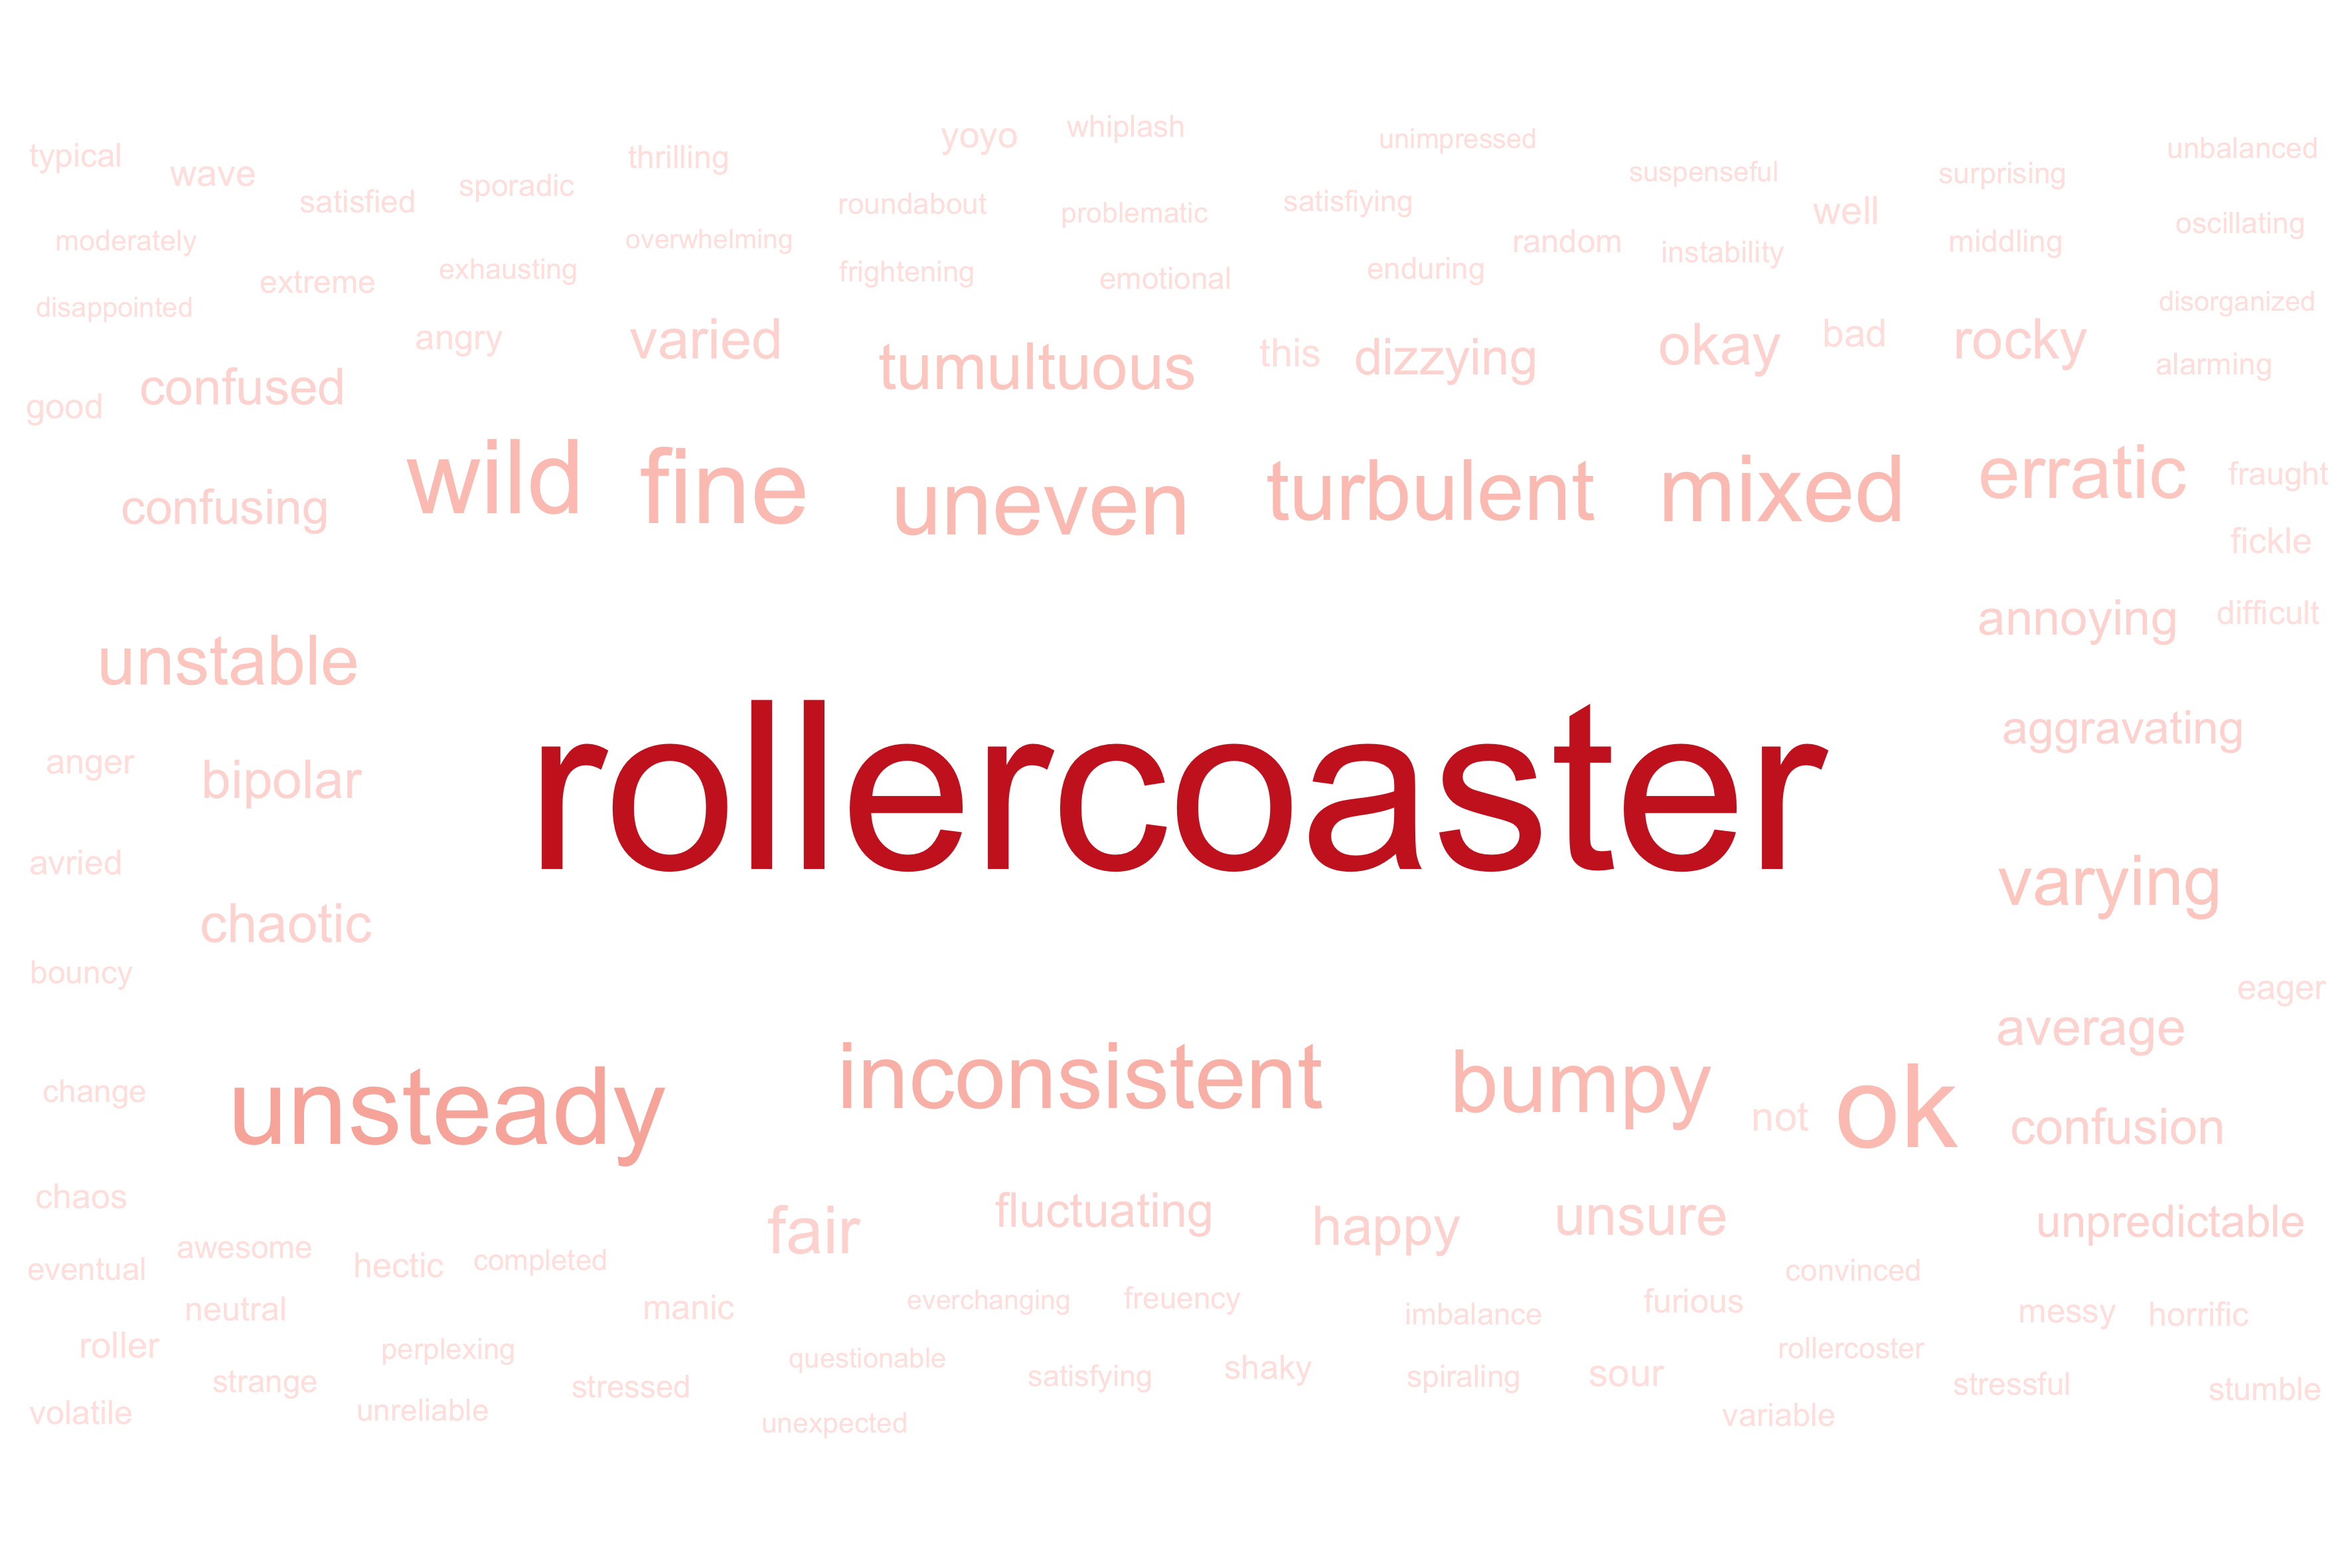 typical
wave
satisfied
sporadic
thrilling
yoyo
whiplash
unimpressed
suspenseful
surprising
unbalanced
moderately
extreme
exhausting
overwhelming
roundabout
problematic
satisfiying
random
instability
well
middling
oscillating
disappointed
angry
frightening
emotional
enduring
disorganized
good
confused
varied
tumultuous
this
dizzying
okay
bad
rocky
alarming
confusing
wild
fine
uneven
turbulent
mixed
erratic
fraught
fickle
unstable
annoying
difficult
anger
bipolar
rollercoaster
aggravating
avried
chaotic
varying
bouncy
eager
change
unsteady
inconsistent
bumpy
not
ok
average
confusion
chaos
fair
fluctuating
happy
unsure
unpredictable
eventual
awesome
hectic
completed
convinced
neutral
manic
everchanging
freuency
imbalance
furious
messy
horrific
roller
perplexing
questionable
satisfying
shaky
spiraling
sour
rollercoster
strange
stressed
stressful
stumble
volatile
unreliable
unexpected
variable